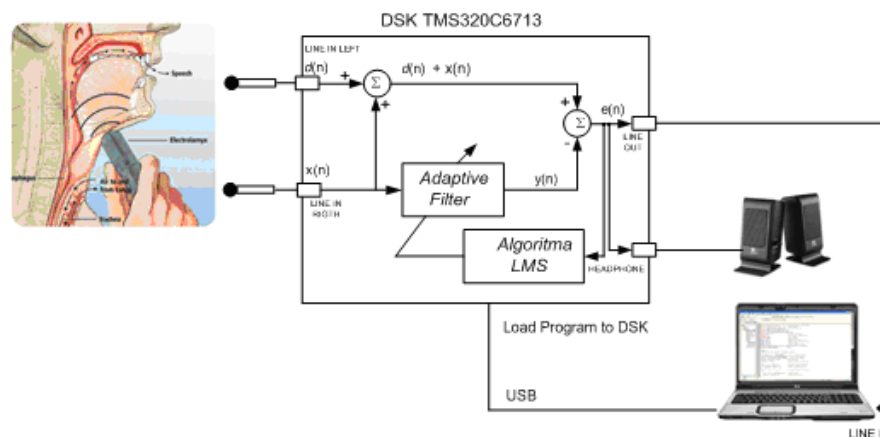 DSK TMS320C6713
LINE IN LEFT
d(n)
+
Σ
+
d(n) + x(n)
+
Σ
-
e(n)
LINE
OUT
Speech
Electrolarynx
x(n)
LINE IN
RIGTH
Adaptive
Filter
y(n)
Algoritma
LMS
HEADPHONE
Load Program to DSK
USB
LINE